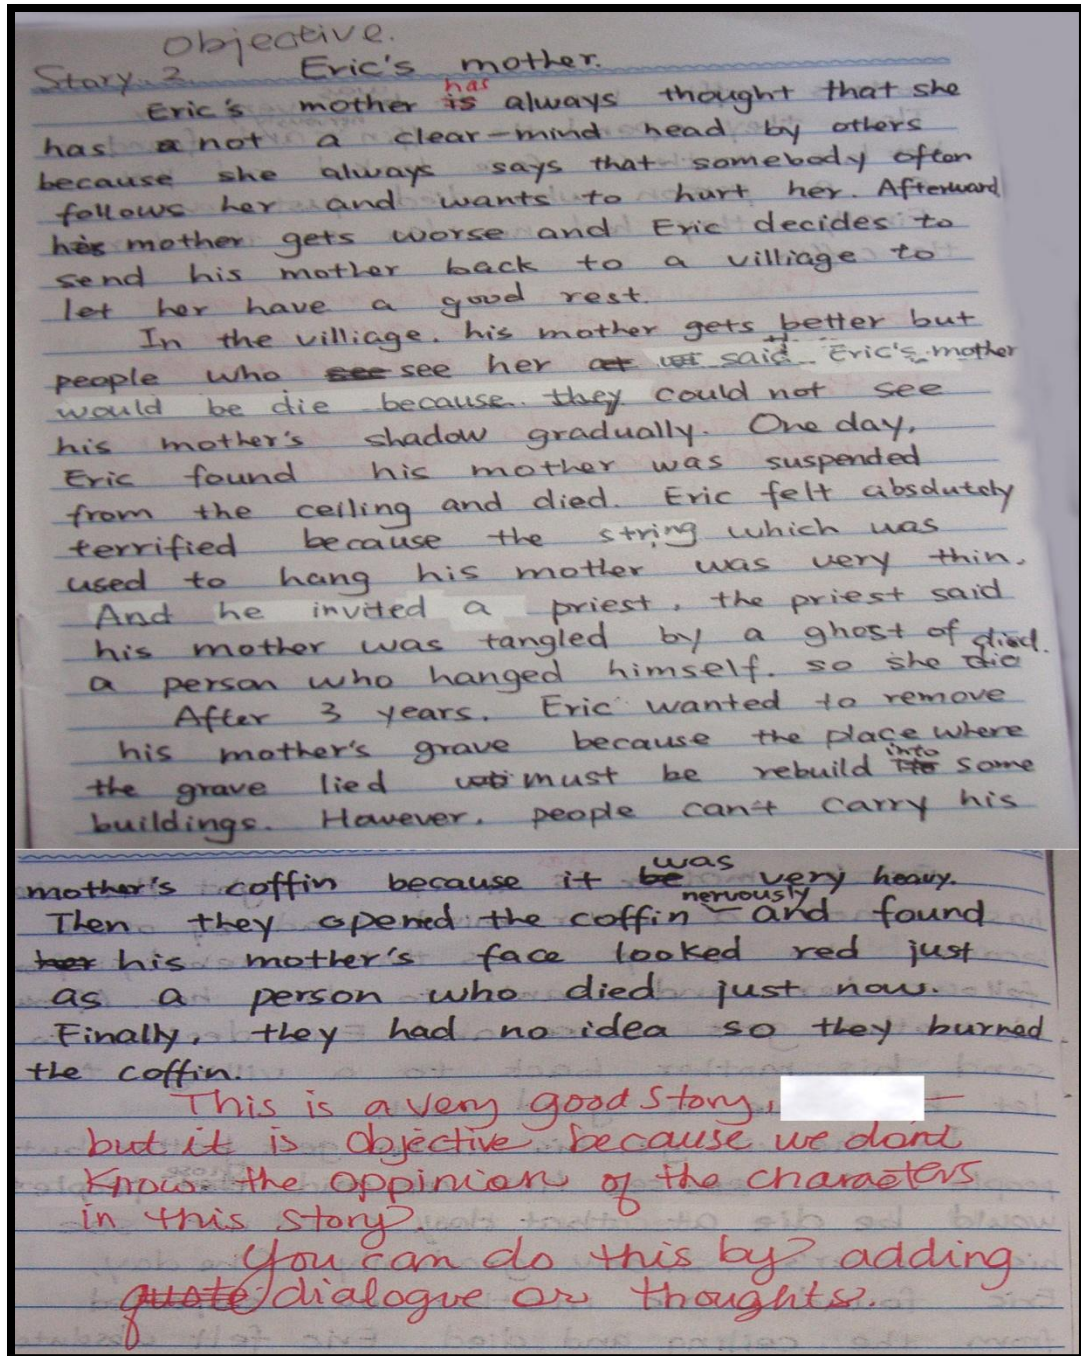 Objective.
Story 2 Eric's mother.
Eric's mother is has always thought that she
has not a clear-mind head by others
because she always says that somebody often
follows her and wants to hurt her. Afterward
his mother gets worse and Eric decides to
send his mother back to a villiage to
let her have a good rest.
In the villiage, his mother gets better but
people who see see her said Eric's mother
would be die because they could not see
his mother's shadow gradually. One day,
Eric found his mother was suspended
from the ceiling and died. Eric felt absolutely
terrified because the string which was
used to hang his mother was very thin.
And he invited a priest, the priest said
his mother was tangled by a ghost of
a person who hanged himself. so she die died.
After 3 years, Eric wanted to remove
his mother's grave because the place where
the grave lied must be rebuild into some
buildings. However, people can't carry his
mother's coffin because it be was very heavy.
Then they opened the coffin nervously and found
her his mother's face looked red just
as a person who died just now.
Finally, they had no idea so they burned
the coffin.
This is a very good story,
but it is objective because we dont
know the oppinion of the characters
in this story.
You can do this by adding
quote dialogue or thoughts.